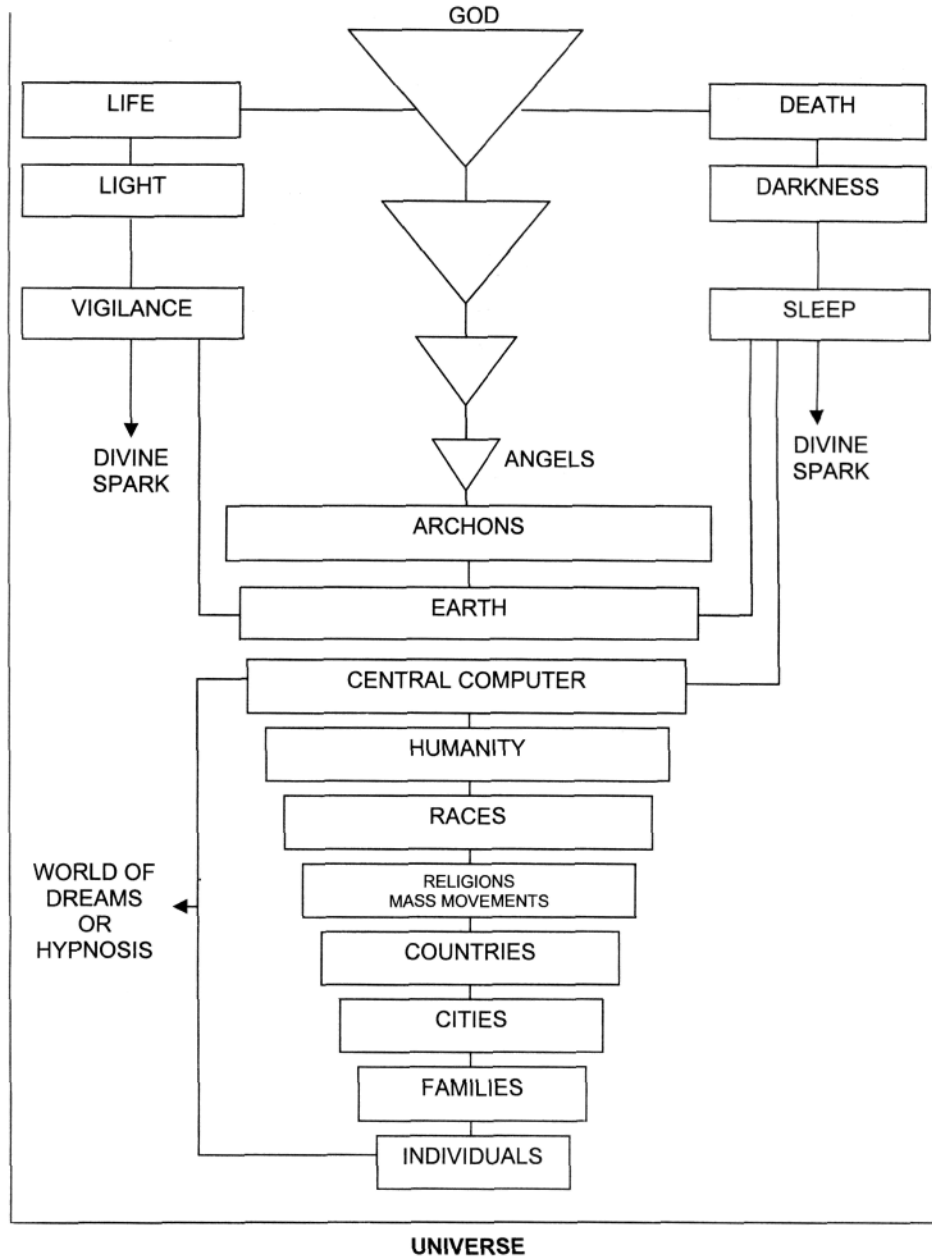 GOD
LIFE
DEATH
LIGHT
DARKNESS
VIGILANCE
SLEEP
DIVINE
SPARK
DIVINE
SPARK
ANGELS
ARCHONS
EARTH
CENTRAL COMPUTER
HUMANITY
RACES
WORLD OF
DREAMS
OR
HYPNOSIS
RELIGIONS
MASS MOVEMENTS
COUNTRIES
CITIES
FAMILIES
INDIVIDUALS
UNIVERSE